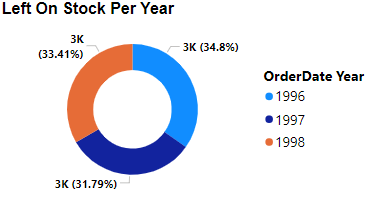 Left On Stock Per Year
3K
(33.41%)
3K (34.8%)
3K (31.79%)
OrderDate Year
1996
1997
1998